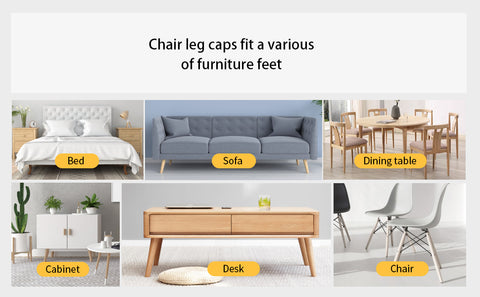 Chair leg caps fit a various
of furniture feet
Bed
Sofa
Dining table
Cabinet
Desk
Chair